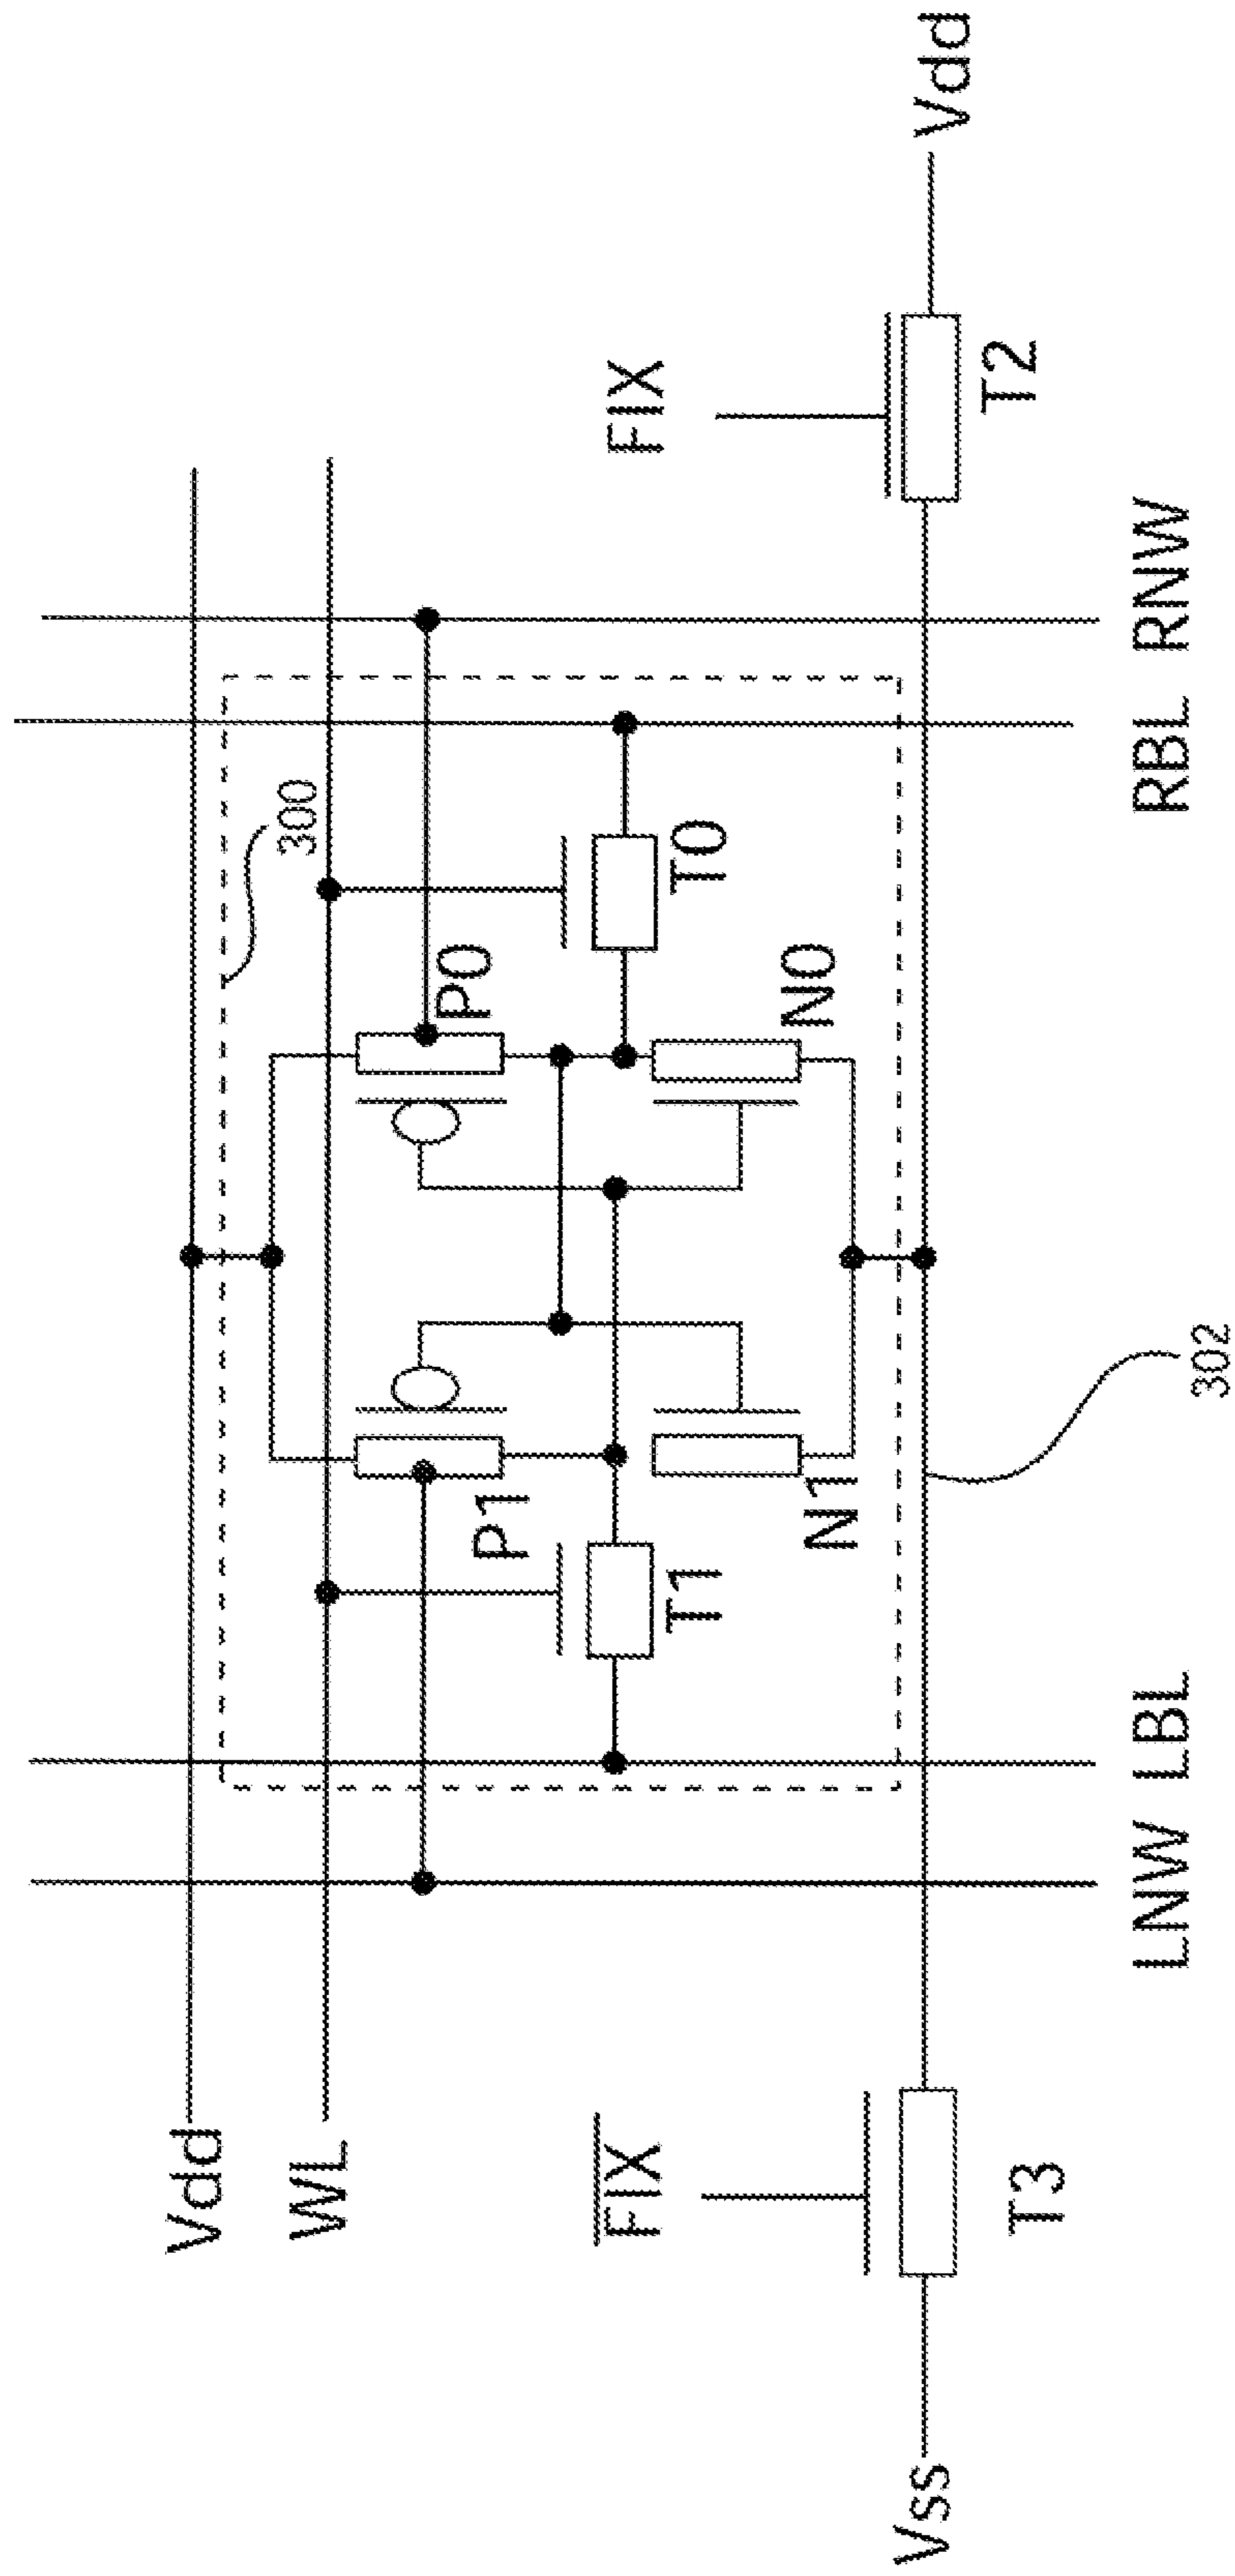 Vdd
WL
300
FIX
FIX
Vdd
P1
P0
T1
T0
N1
N0
Vss
T3
T2
302
LNW LBL
RBL RNW